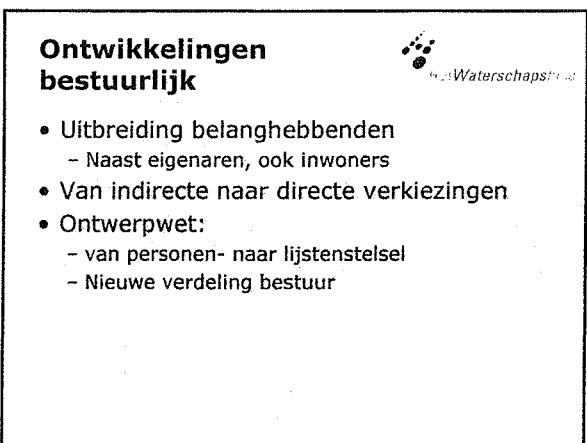 Ontwikkelingen
bestuurlijk
Waterschaps
• Uitbreiding belanghebbenden
– Naast eigenaren, ook inwoners
• Van indirecte naar directe verkiezingen
• Ontwerpwet:
– van personen- naar lijstenstelsel
– Nieuwe verdeling bestuur